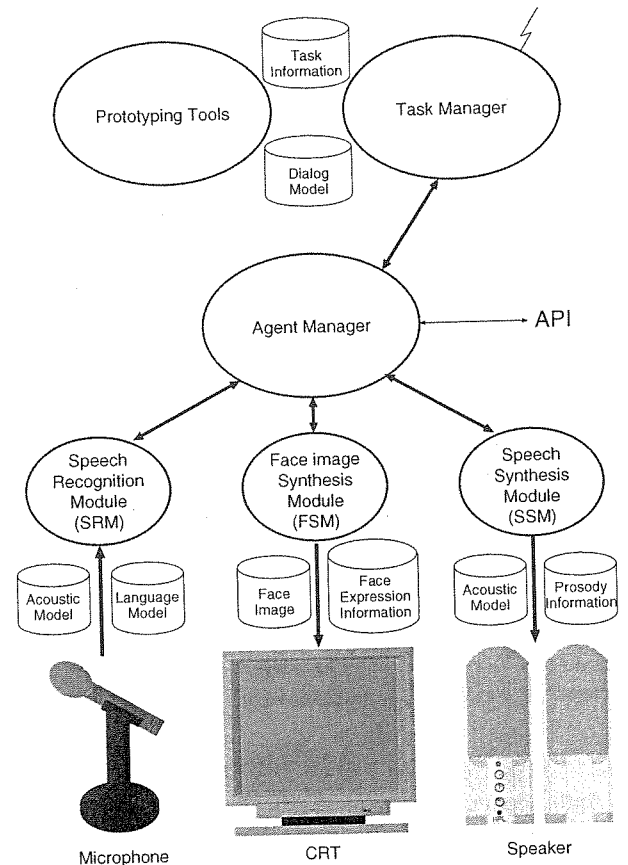 Task
Information
Prototyping Tools
Task Manager
Dialog
Model
Agent Manager
API
Speech
Recognition
Module
(SRM)
Face image
Synthesis
Module
(FSM)
Speech
Synthesis
Module
(SSM)
Acoustic
Model
Language
Model
Face
Image
Face
Expression
Information
Acoustic
Model
Prosody
Information
Microphone
CRT
Speaker